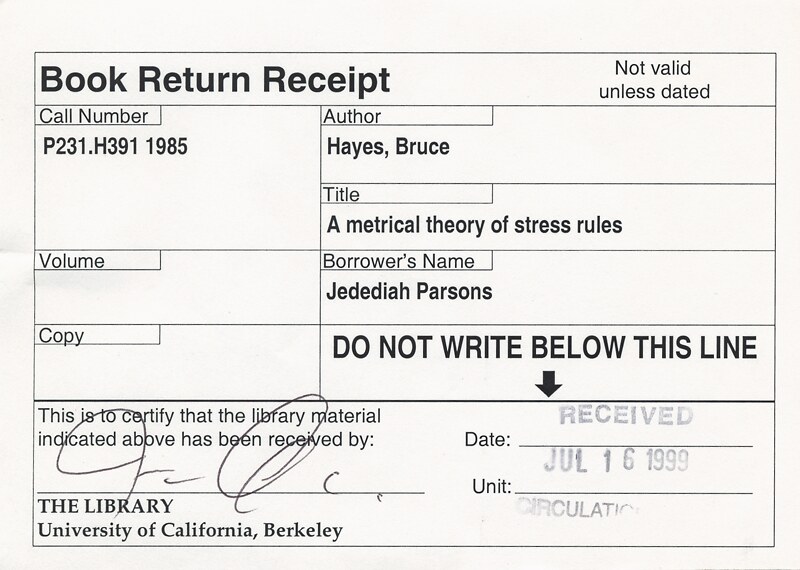 Book Return Receipt
Not valid
unless dated
Call Number
P231.H391 1985
Author
Hayes, Bruce
Title
A metrical theory of stress rules
Volume
Borrower's Name
Jedediah Parsons
Copy
DO NOT WRITE BELOW THIS LINE
This is to certify that the library material
indicated above has been received by:
RECEIVED
Date:
JUL 16 1999
Unit:
THE LIBRARY
University of California, Berkeley